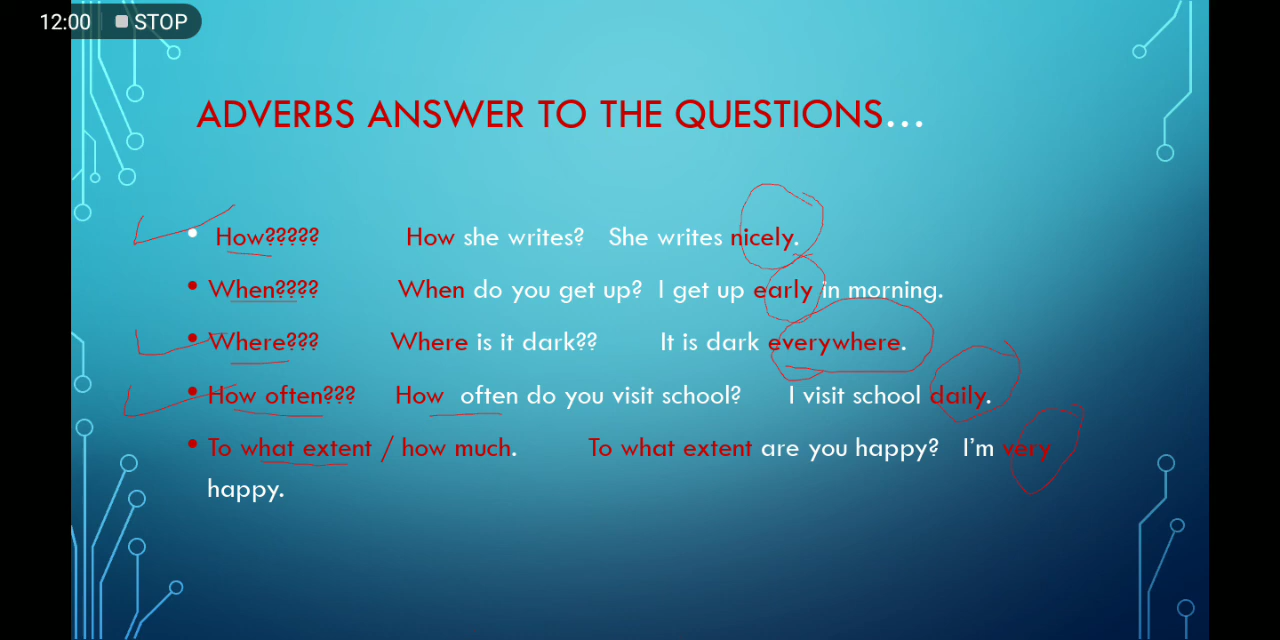 12:00 STOP
ADVERBS ANSWER TO THE QUESTIONS...
• How????? How she writes? She writes nicely.
• When???? When do you get up? I get up early in morning.
• Where??? Where is it dark?? It is dark everywhere.
• How often??? How often do you visit school? I visit school daily.
• To what extent / how much. To what extent are you happy? I'm very
happy.